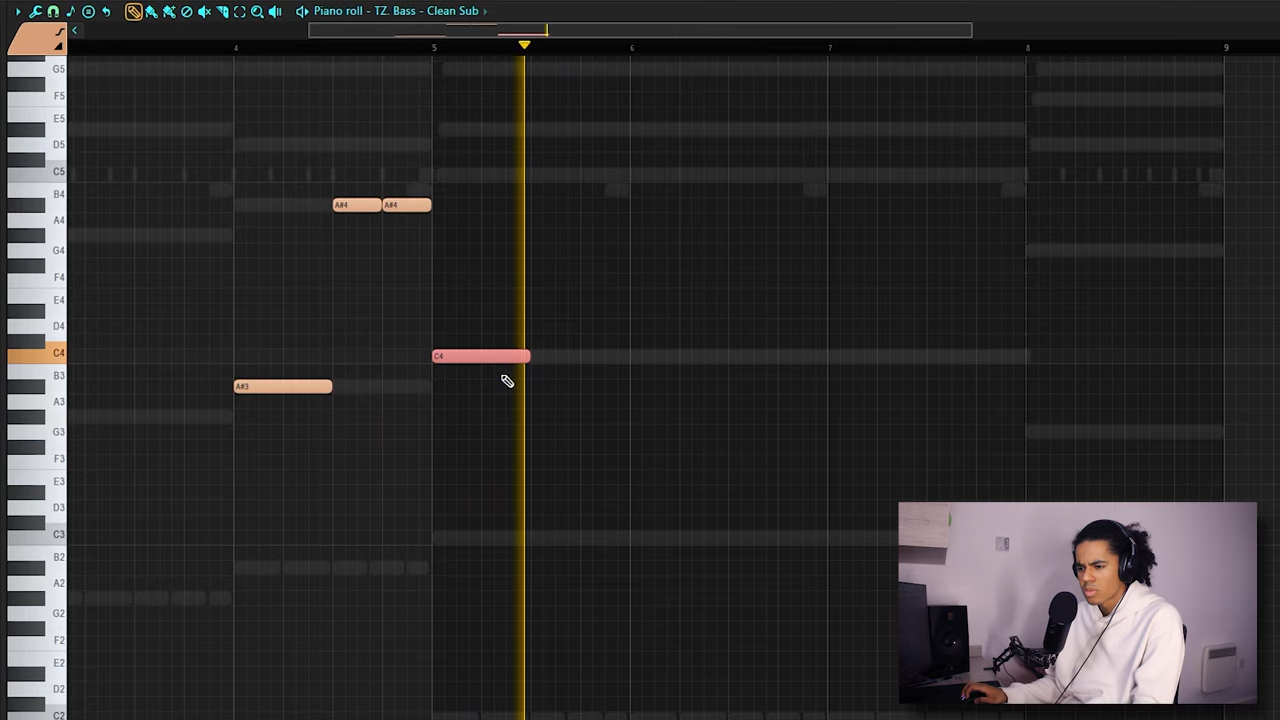 Piano roll - TZ. Bass - Clean Sub
4 5 6 7 8 9
G5
F5
E5
D5
C5
B4
A#4 A#4
A4
G4
F4
E4
D4
C4 C4
B3
A#3
A3
G3
F3
E3
D3
C3
B2
A2
G2
F2
E2
D2
C2